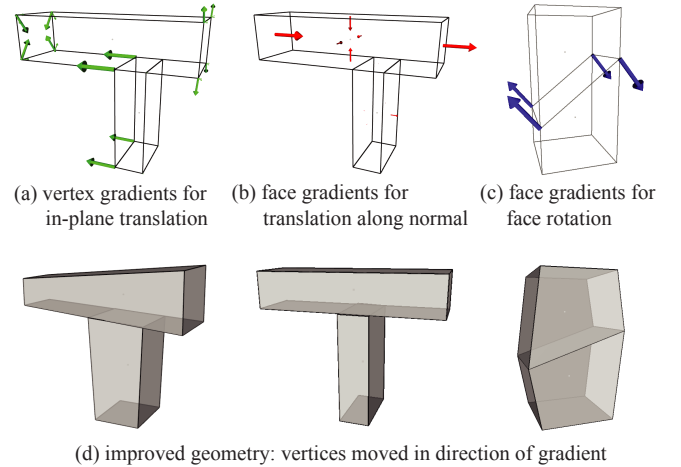 (a) vertex gradients for
in-plane translation
(b) face gradients for
translation along normal
(c) face gradients for
face rotation
(d) improved geometry: vertices moved in direction of gradient